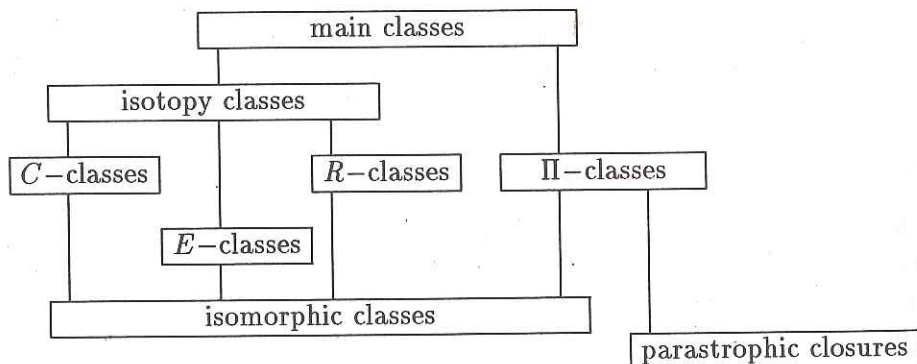 main classes
isotopy classes
C–classes
R–classes
Π–classes
E–classes
isomorphic classes
parastrophic closures